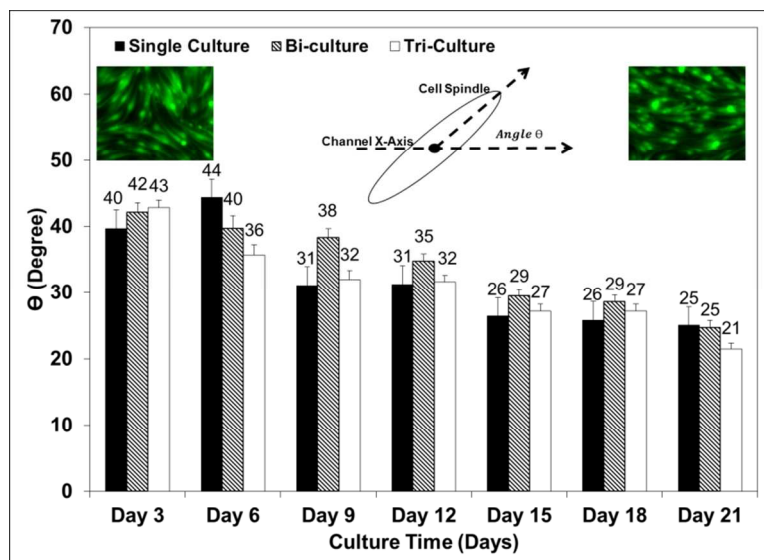 70
60
50
40
30
20
10
0
Θ (Degree)
Single Culture Bi-culture Tri-Culture
Cell Spindle
Channel X-Axis
Angle Θ
40 42 43
44 40 36
31 38 32
31 35 32
26 29 27
26 29 27
25 25 21
Day 3 Day 6 Day 9 Day 12 Day 15 Day 18 Day 21
Culture Time (Days)